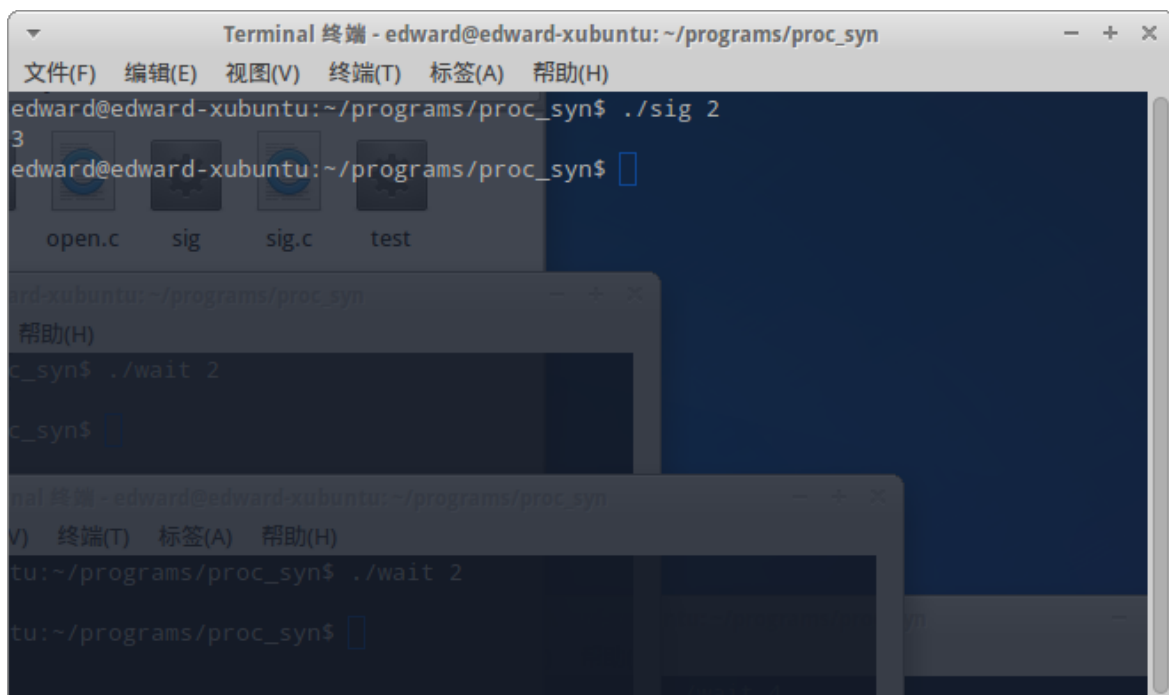 Terminal 终端 - edward@edward-xubuntu: ~/programs/proc_syn
文件(F) 编辑(E) 视图(V) 终端(T) 标签(A) 帮助(H)
edward@edward-xubuntu:~/programs/proc_syn$ ./sig 2
3
edward@edward-xubuntu:~/programs/proc_syn$
open.c sig sig.c test
ard-xubuntu: ~/programs/proc_syn
帮助(H)
c_syn$ ./wait 2
c_syn$
nal 终端 - edward@edward-xubuntu: ~/programs/proc_syn
V) 终端(T) 标签(A) 帮助(H)
tu:~/programs/proc_syn$ ./wait 2
yn
tu:~/programs/proc_syn$